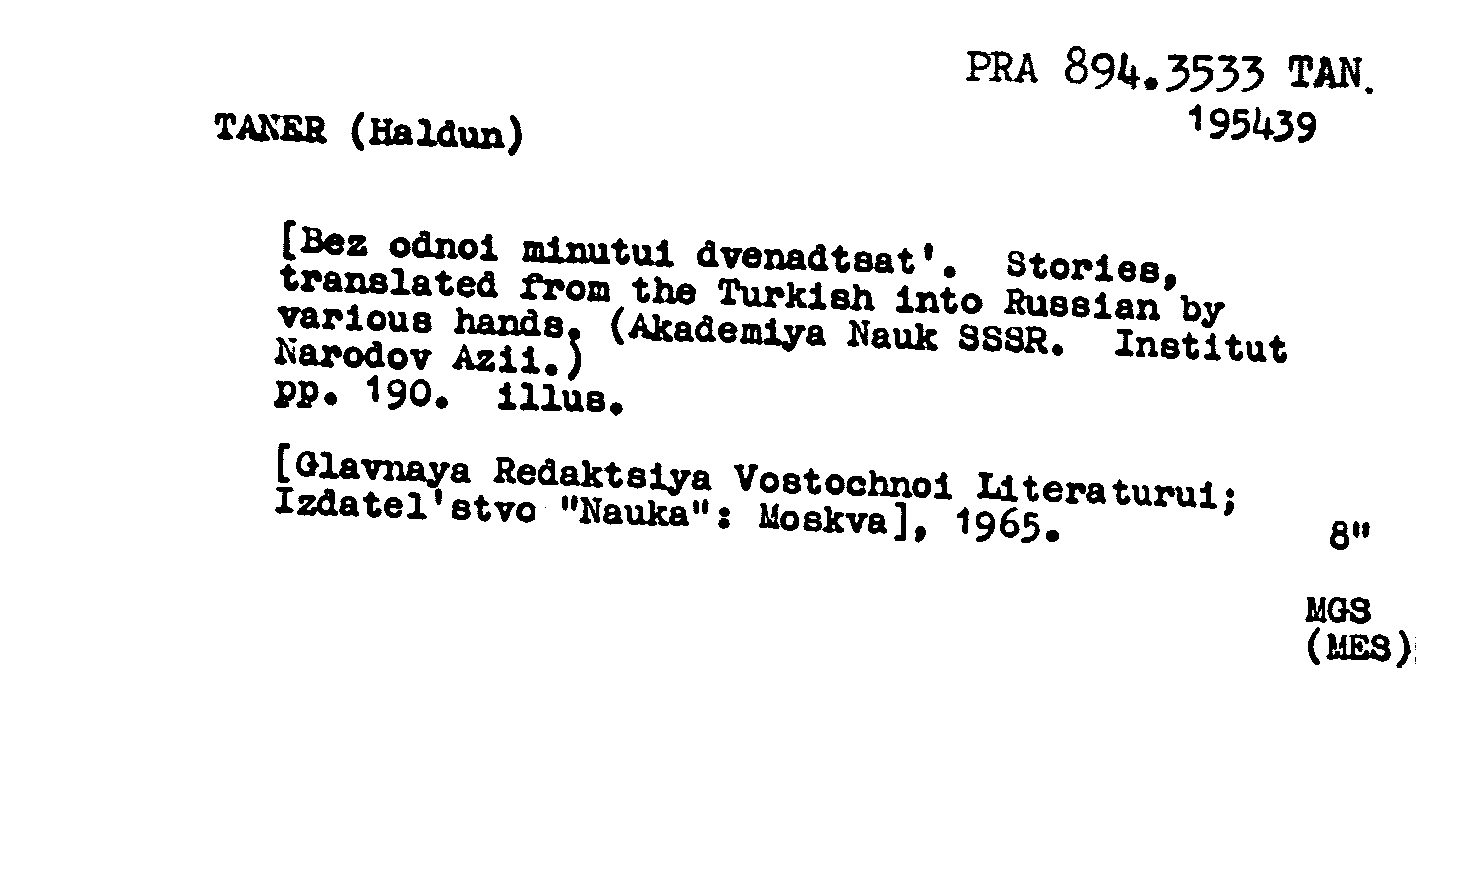 PRA 894.3533 TAN.
195439
TANER (Haldun)
[Bez odnoi minutui dvenadtsat'. Stories,
translated from the Turkish into Russian by
various hands. (Akademiya Nauk SSSR. Institut
Narodov Azii.)
pp. 190. illus.
[Glavnaya Redaktsiya Vostochnoi Literaturui;
Izdatel'stvo "Nauka": Moskva], 1965.
8"
MGS
(MES)